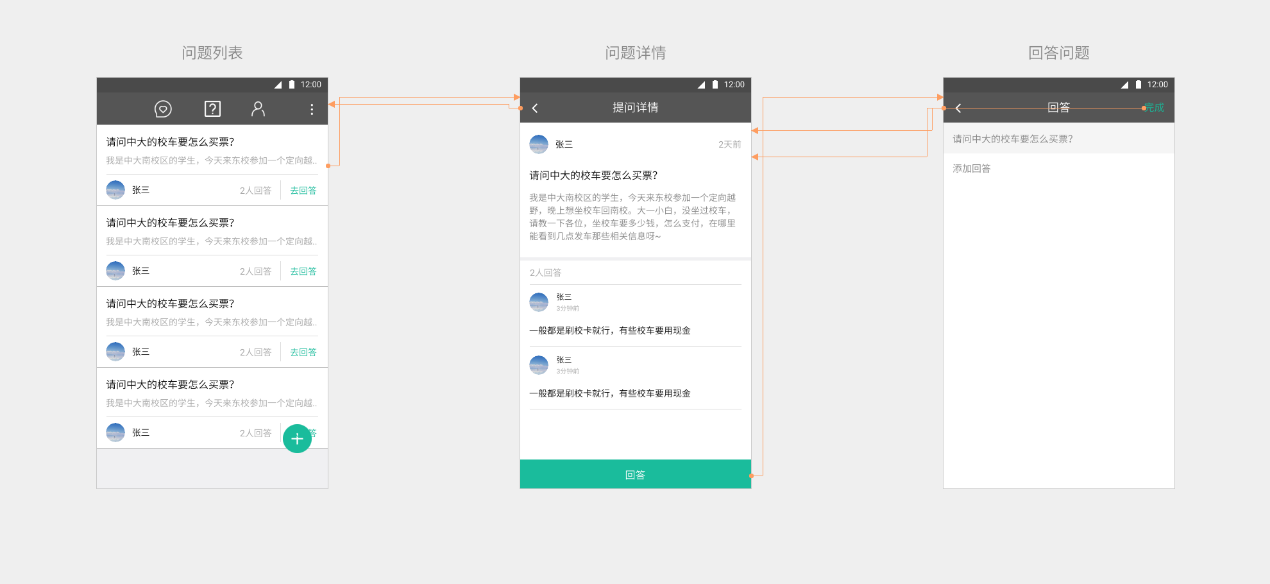 问题列表
12:00
请问中大的校车要怎么买票?
我是中大南校区的学生，今天来东校参加一个定向越..
张三
2人回答
去回答
请问中大的校车要怎么买票?
我是中大南校区的学生，今天来东校参加一个定向越..
张三
2人回答
去回答
请问中大的校车要怎么买票?
我是中大南校区的学生，今天来东校参加一个定向越..
张三
2人回答
去回答
请问中大的校车要怎么买票?
我是中大南校区的学生，今天来东校参加一个定向越..
张三
2人回答
答
问题详情
12:00
提问详情
张三
2天前
请问中大的校车要怎么买票?
我是中大南校区的学生，今天来东校参加一个定向越
野，晚上想坐校车回南校。大一小白，没坐过校车，
请教一下各位，坐校车要多少钱，怎么支付，在哪里
能看到几点发车那些相关信息呀~
2人回答
张三
3分钟前
一般都是刷校卡就行，有些校车要用现金
张三
3分钟前
一般都是刷校卡就行，有些校车要用现金
回答
回答问题
12:00
回答
完成
请问中大的校车要怎么买票?
添加回答